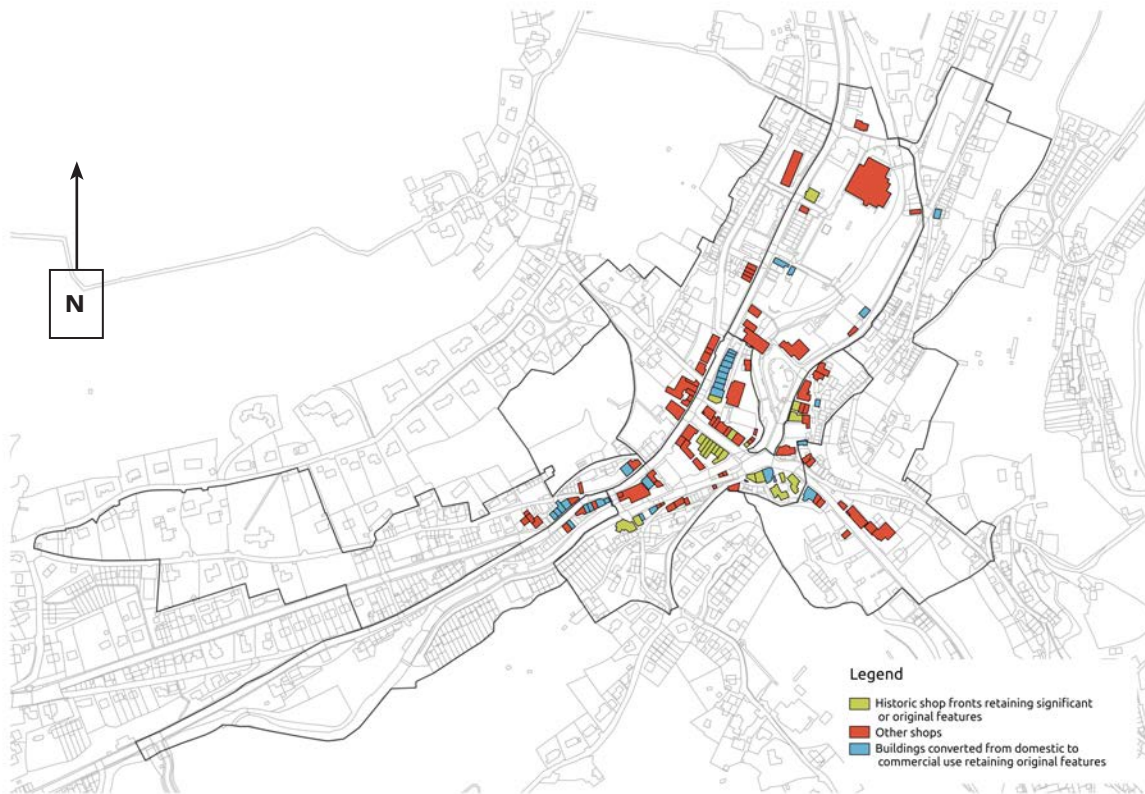 N
Legend
Historic shop fronts retaining significant
or original features
Other shops
Buildings converted from domestic to
commercial use retaining original features